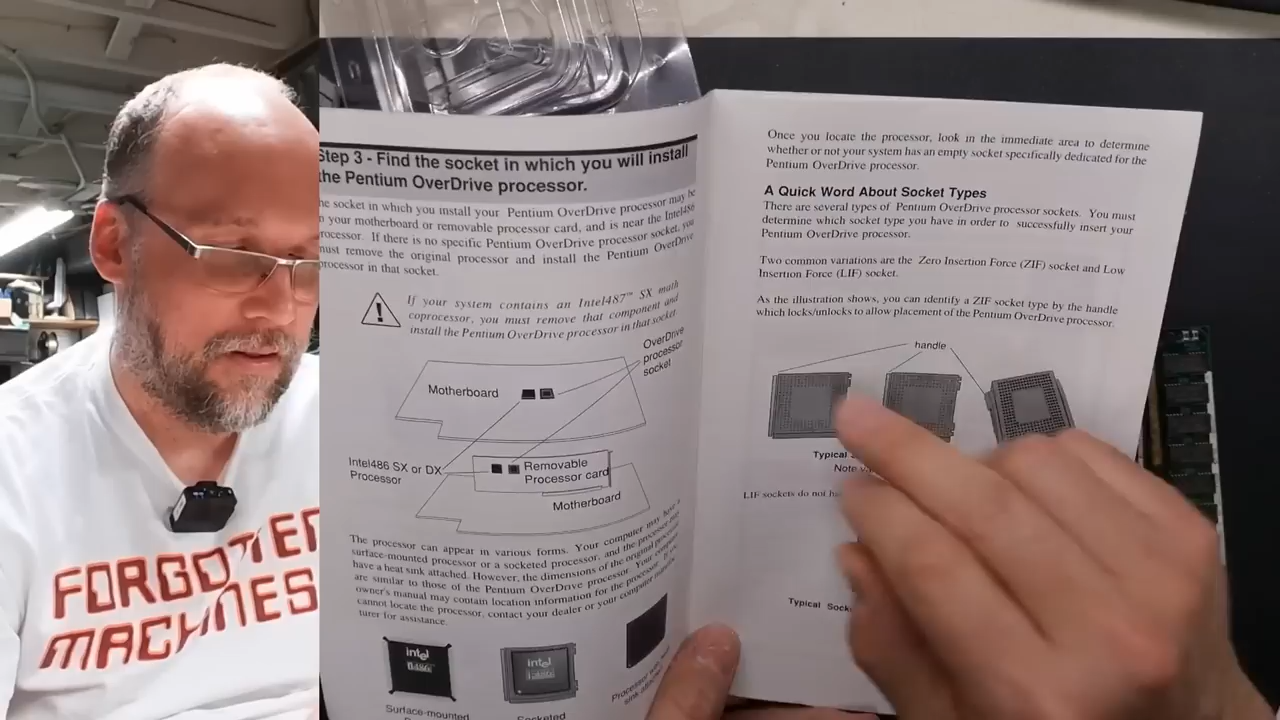 FORGOTTEN
MACHINES
Step 3 - Find the socket in which you will install
the Pentium OverDrive processor.
he socket in which you install your Pentium OverDrive processor may be
n your motherboard or removable processor card, and is near the Intel486
rocessor. If there is no specific Pentium OverDrive processor socket, you
must remove the original processor and install the Pentium OverDrive
processor in that socket.
If your system contains an Intel487™ SX math
coprocessor, you must remove that component and
install the Pentium OverDrive processor in that socket
OverDrive
processor
socket
Motherboard
Intel486 SX or DX
Processor
Removable
Processor card
Motherboard
The processor can appear in various forms. Your computer may have a
surface-mounted processor or a socketed processor, and the processor may
have a heat sink attached. However, the dimensions of the original processor
are similar to those of the Pentium OverDrive processor. If you
owner's manual may contain location information for the processor.
cannot locate the processor, contact your dealer or your computer manufac-
turer for assistance.
intel
i486
intel
i486
Surface-mounted
Socketed
Processor with heat
sink attached
Once you locate the processor, look in the immediate area to determine
whether or not your system has an empty socket specifically dedicated for the
Pentium OverDrive processor.
A Quick Word About Socket Types
There are several types of Pentium OverDrive processor sockets. You must
determine which socket type you have in order to successfully insert your
Pentium OverDrive processor.
Two common variations are the Zero Insertion Force (ZIF) socket and Low
Insertion Force (LIF) socket.
As the illustration shows, you can identify a ZIF socket type by the handle
which locks/unlocks to allow placement of the Pentium OverDrive processor.
handle
Typical
Note
LIF sockets do not
Typical